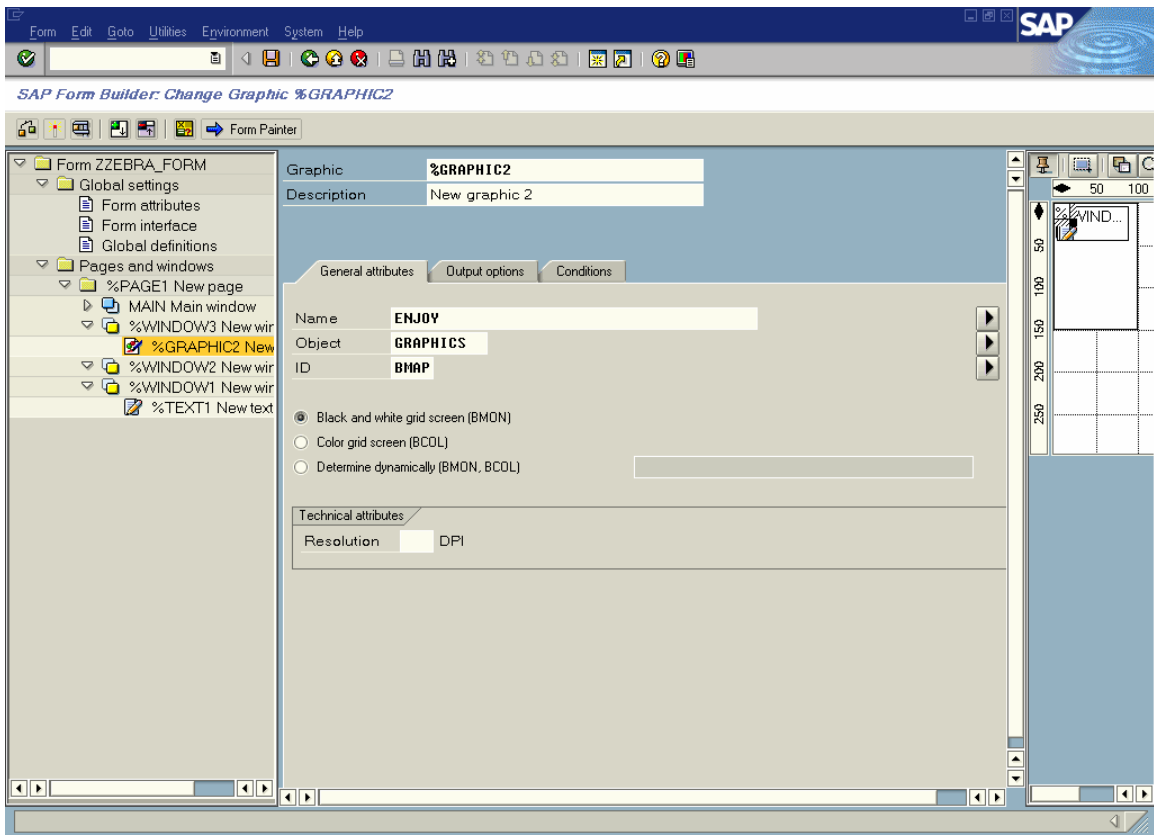 Form Edit Goto Utilities Environment System Help
SAP
SAP Form Builder: Change Graphic %GRAPHIC2
Form Painter
Form ZZEBRA_FORM
Global settings
Form attributes
Form interface
Global definitions
Pages and windows
%PAGE1 New page
MAIN Main window
%WINDOW3 New wir
%GRAPHIC2 New
%WINDOW2 New wir
%WINDOW1 New wir
%TEXT1 New text
Graphic %GRAPHIC2
Description New graphic 2
General attributes Output options Conditions
Name ENJOY
Object GRAPHICS
ID BMAP
Black and white grid screen (BMON)
Color grid screen (BCOL)
Determine dynamically (BMON, BCOL)
Technical attributes
Resolution DPI
50 100
50
100
150
200
250